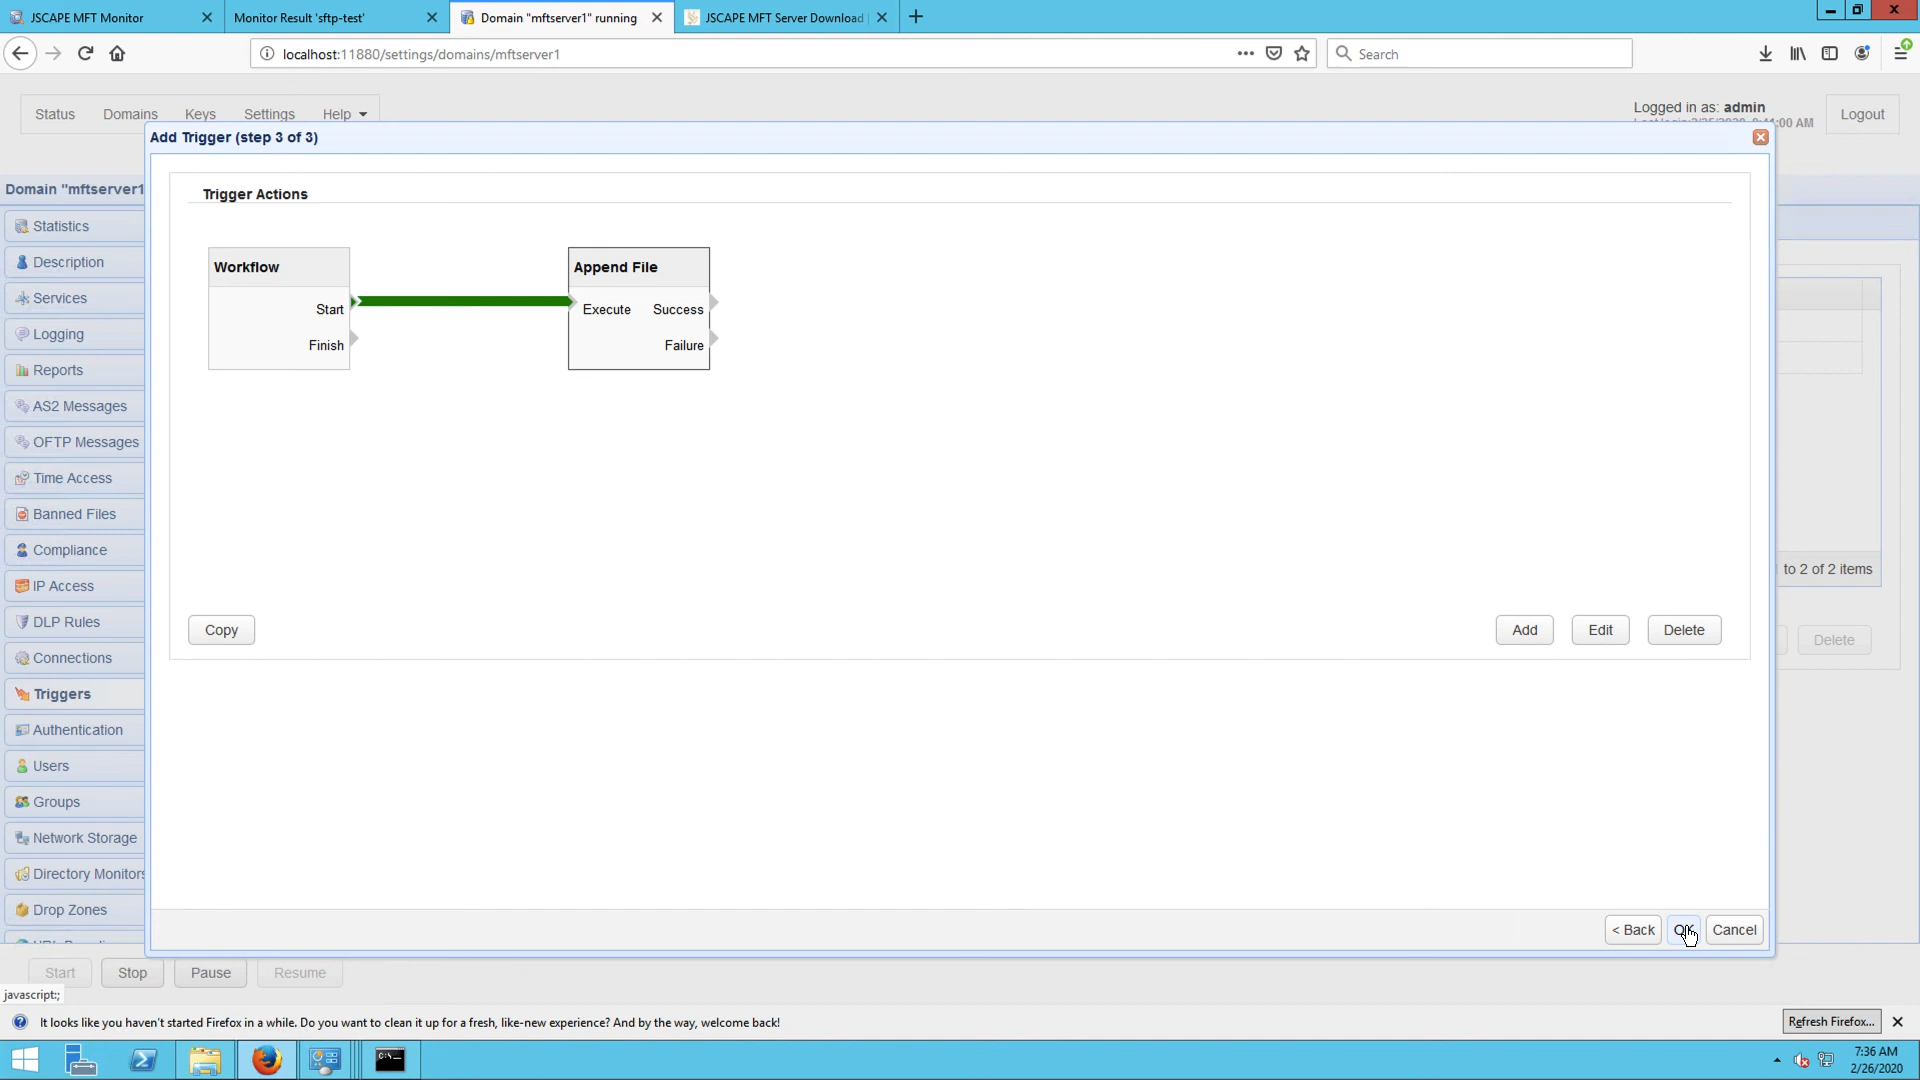 JSCAPE MFT Monitor
Monitor Result 'sftp-test'
Domain "mftserver1" running
JSCAPE MFT Server Download
localhost:11880/settings/domains/mftserver1
Search
Status Domains Keys Settings Help
Logged in as: admin
Logout
Add Trigger (step 3 of 3)
Domain "mftserver1
Trigger Actions
Statistics
Description
Services
Logging
Reports
AS2 Messages
OFTP Messages
Time Access
Banned Files
Compliance
IP Access
DLP Rules
Connections
Triggers
Authentication
Users
Groups
Network Storage
Directory Monitors
Drop Zones
Workflow
Start
Finish
Append File
Execute Success
Failure
to 2 of 2 items
Copy
Add Edit Delete
Delete
< Back OK Cancel
Start Stop Pause Resume
javascript:;
It looks like you haven't started Firefox in a while. Do you want to clean it up for a fresh, like-new experience? And by the way, welcome back!
Refresh Firefox...
7:36 AM
2/26/2020